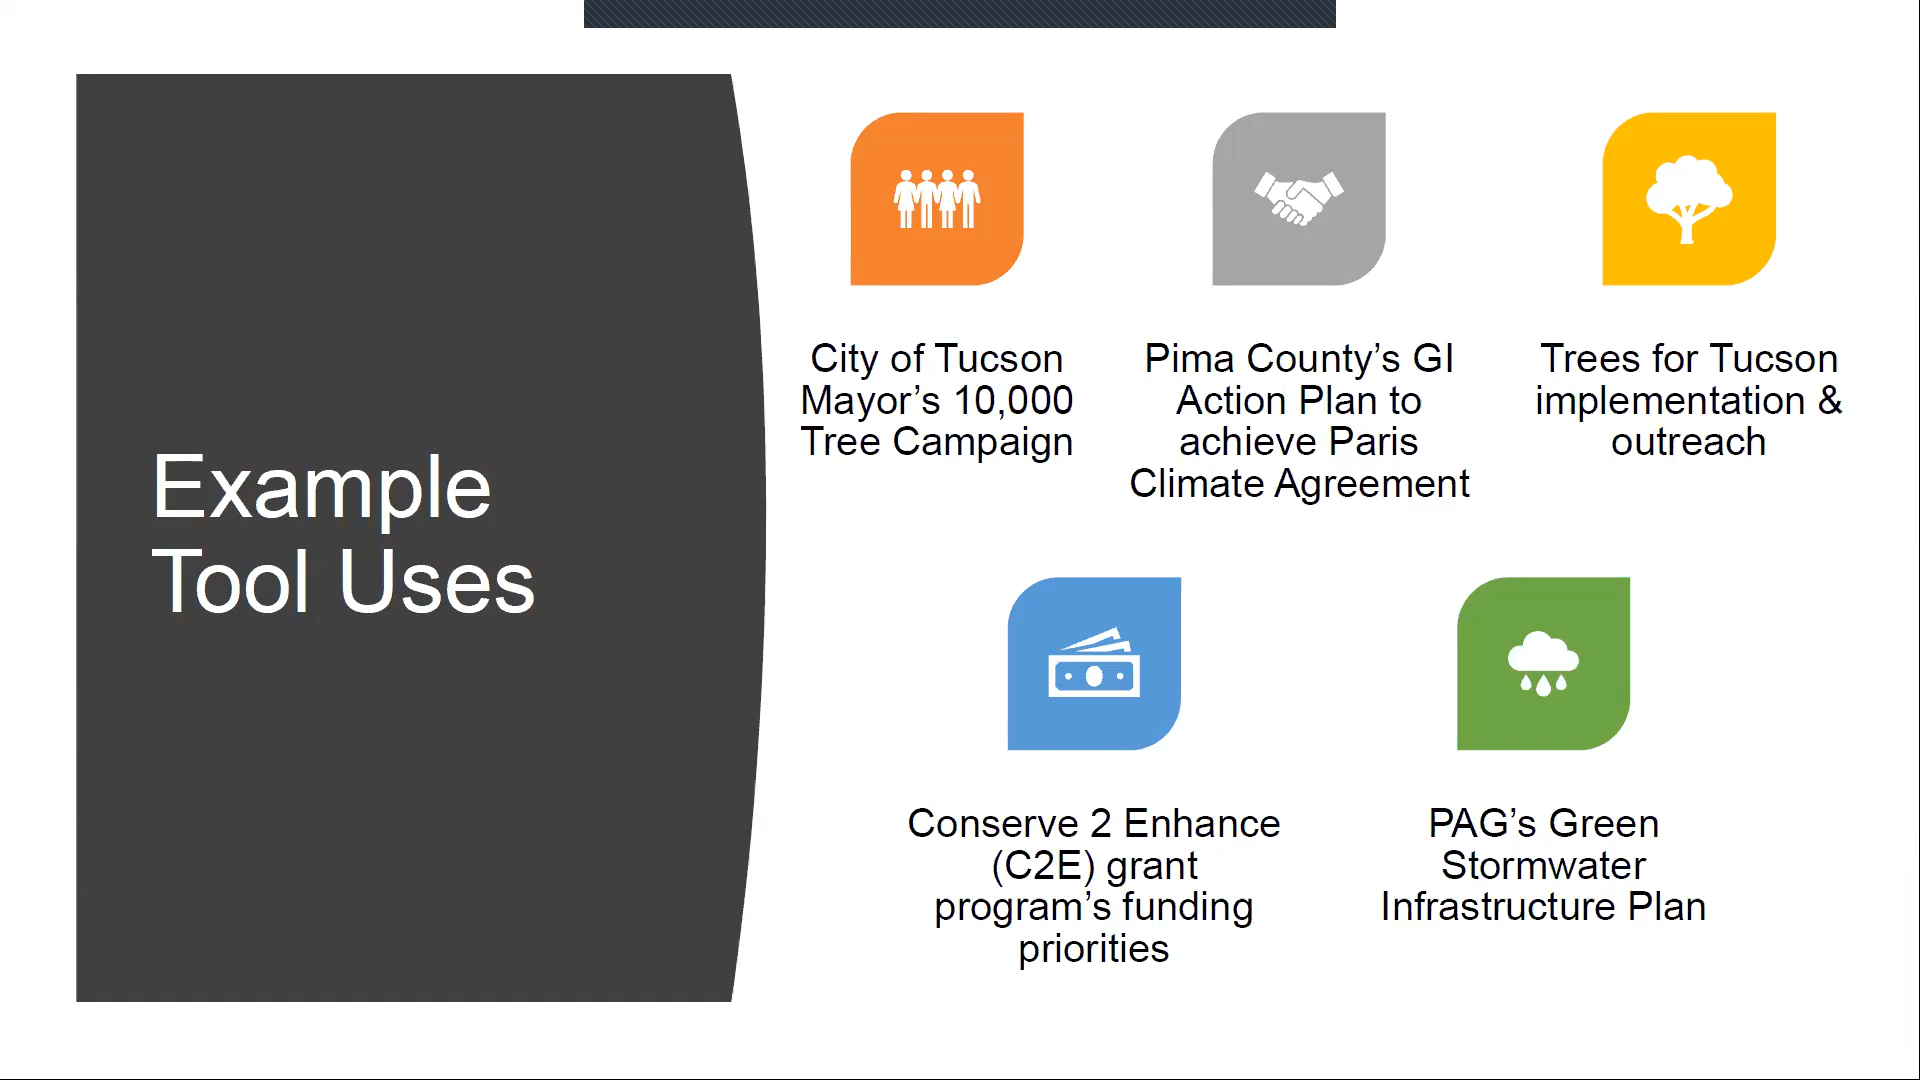 Example
Tool Uses
City of Tucson
Mayor’s 10,000
Tree Campaign
Pima County’s GI
Action Plan to
achieve Paris
Climate Agreement
Trees for Tucson
implementation &
outreach
Conserve 2 Enhance
(C2E) grant
program’s funding
priorities
PAG’s Green
Stormwater
Infrastructure Plan